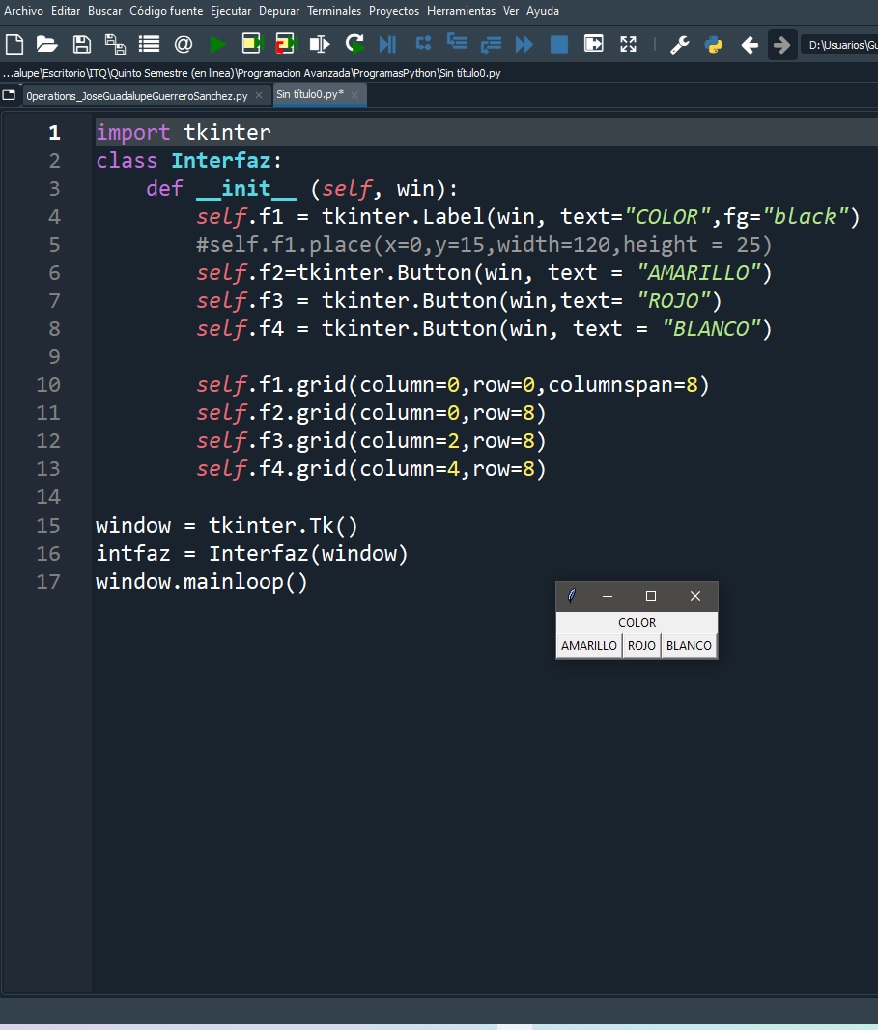 Archivo Editar Buscar Código fuente Ejecutar Depurar Terminales Proyectos Herramientas Ver Ayuda
D:\Usuarios\Gu
...alupe\Escritorio\ITQ\Quinto Semestre (en linea)\Programacion Avanzada\ProgramasPython\Sin título0.py
Operations_JoseGuadalupeGuerreroSanchez.py Sin título0.py*
1 import tkinter
2 class Interfaz:
3 def __init__ (self, win):
4 self.f1 = tkinter.Label(win, text="COLOR",fg="black")
5 #self.f1.place(x=0,y=15,width=120,height = 25)
6 self.f2=tkinter.Button(win, text = "AMARILLO")
7 self.f3 = tkinter.Button(win,text= "ROJO")
8 self.f4 = tkinter.Button(win, text = "BLANCO")
9
10 self.f1.grid(column=0,row=0,columnspan=8)
11 self.f2.grid(column=0,row=8)
12 self.f3.grid(column=2,row=8)
13 self.f4.grid(column=4,row=8)
14
15 window = tkinter.Tk()
16 intfaz = Interfaz(window)
17 window.mainloop()
COLOR
AMARILLO ROJO BLANCO